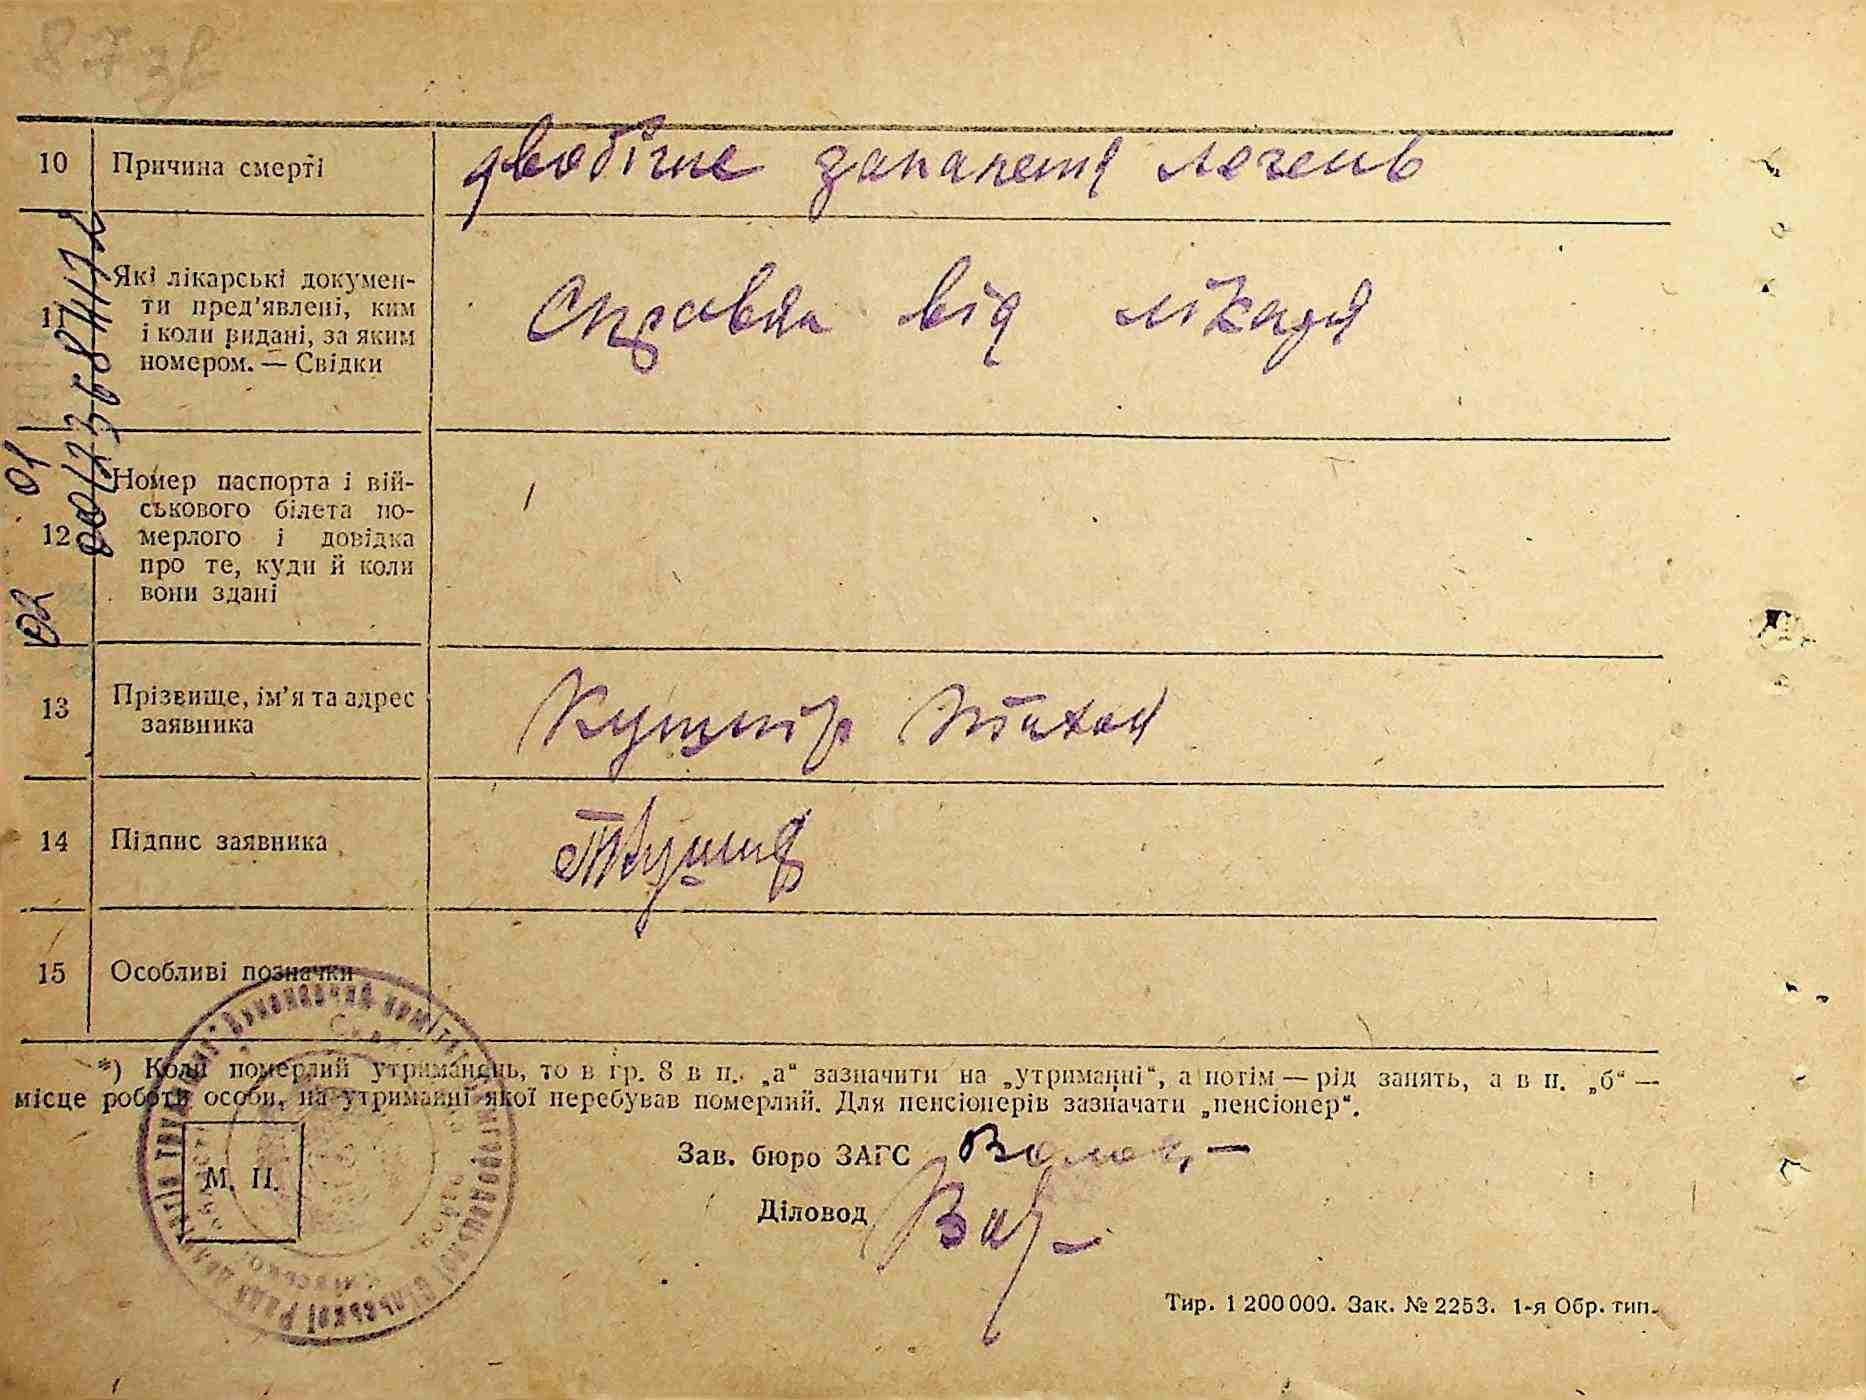 10 Причина смерті двобічне запаленя легень
11 Які лікарські докумен-
ти пред'явлені, ким
і коли видані, за яким
номером. — Свідки
Справка від лікаря
12 Номер паспорта і вій-
ськового білета по-
мерлого і довідка
про те, куди й коли
вони здані
13 Прізвище, ім'я та адрес
заявника
Кушнір
14 Підпис заявника
15 Особливі позначки
*) Коли померлий утриманець, то в гр. 8 в п. „а" зазначити на „утриманні", а потім — рід занять, а в п. „б" —
місце роботи особи, на утриманні якої перебував померлий. Для пенсіонерів зазначати „пенсіонер".
Зав. бюро ЗАГС
М. П.
Діловод
Тир. 1 200 000. Зак. № 2253. 1-я Обр. тип.